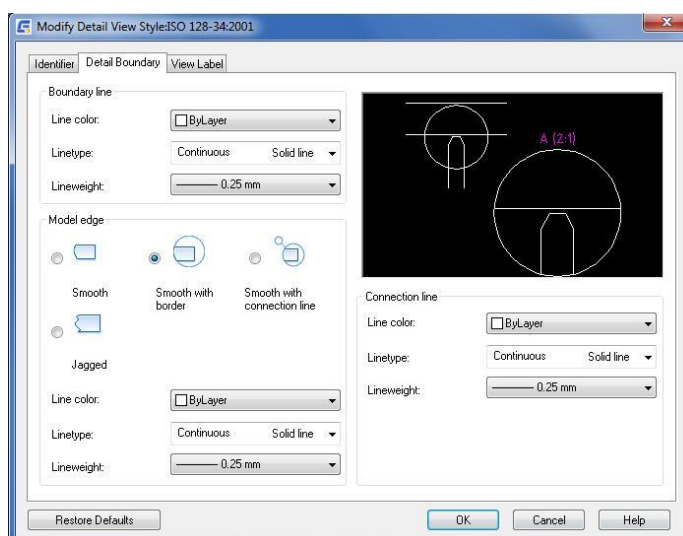 Modify Detail View Style:ISO 128-34:2001
Identifier Detail Boundary View Label
Boundary line
Line color: ByLayer
Linetype: Continuous Solid line
Lineweight: 0.25 mm
Model edge
Smooth
Smooth with border
Smooth with connection line
Jagged
Line color: ByLayer
Linetype: Continuous Solid line
Lineweight: 0.25 mm
A (2:1)
Connection line
Line color: ByLayer
Linetype: Continuous Solid line
Lineweight: 0.25 mm
Restore Defaults OK Cancel Help